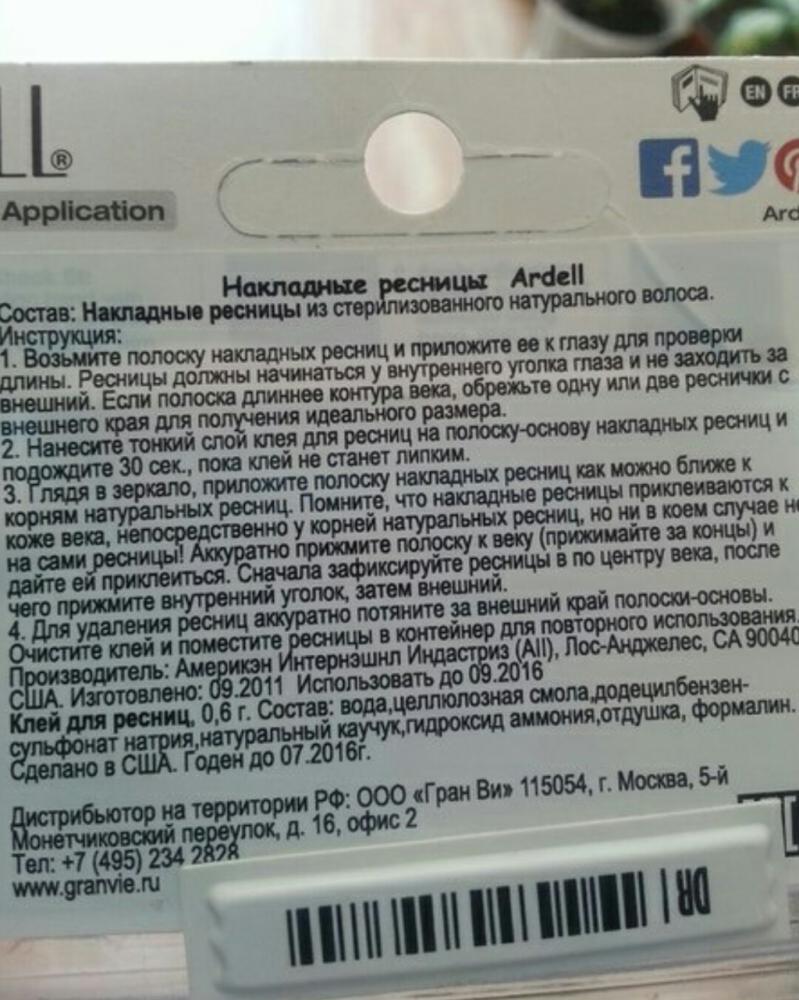 LL®
EN FR
Application
Ard
Накладные ресницы Ardell
Состав: Накладные ресницы из стерилизованного натурального волоса.
Инструкция:
1. Возьмите полоску накладных ресниц и приложите ее к глазу для проверки
длины. Ресницы должны начинаться у внутреннего уголка глаза и не заходить за
внешний. Если полоска длиннее контура века, обрежьте одну или две реснички с
внешнего края для получения идеального размера.
2. Нанесите тонкий слой клея для ресниц на полоску-основу накладных ресниц и
подождите 30 сек., пока клей не станет липким.
3. Глядя в зеркало, приложите полоску накладных ресниц как можно ближе к
корням натуральных ресниц. Помните, что накладные ресницы приклеиваются к
коже века, непосредственно у корней натуральных ресниц, но ни в коем случае не
на сами ресницы! Аккуратно прижмите полоску к веку (прижимайте за концы) и
дайте ей приклеиться. Сначала зафиксируйте ресницы в по центру века, после
чего прижмите внутренний уголок, затем внешний.
4. Для удаления ресниц аккуратно потяните за внешний край полоски-основы.
Очистите клей и поместите ресницы в контейнер для повторного использования.
Производитель: Америкэн Интернэшнл Индастриз (All), Лос-Анджелес, CA 90040
США. Изготовлено: 09.2011 Использовать до 09.2016
Клей для ресниц, 0,6 г. Состав: вода,целлюлозная смола,додецилбензен-
сульфонат натрия,натуральный каучук,гидроксид аммония,отдушка, формалин.
Сделано в США. Годен до 07.2016г.
Дистрибьютор на территории РФ: ООО «Гран Ви» 115054, г. Москва, 5-й
Монетчиковский переулок, д. 16, офис 2
Тел: +7 (495) 234 2828
www.granvie.ru
DR